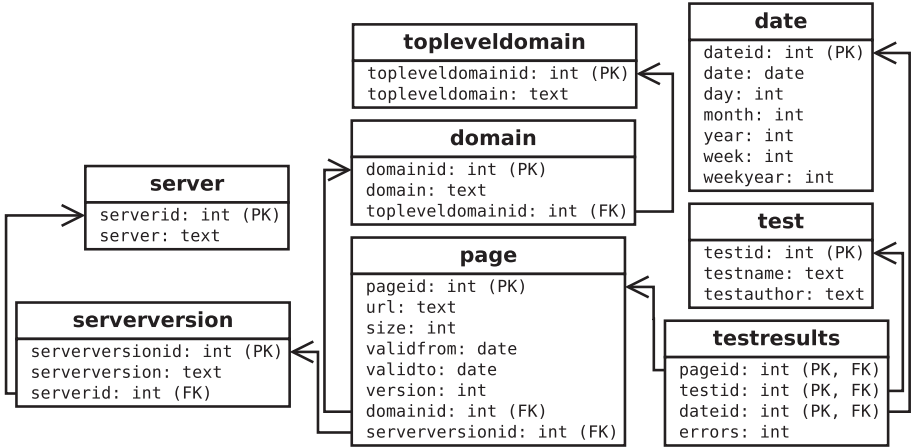 topleveldomain
topleveldomainid: int (PK)
topleveldomain: text
date
dateid: int (PK)
date: date
day: int
month: int
year: int
week: int
weekyear: int
domain
domainid: int (PK)
domain: text
topleveldomainid: int (FK)
server
serverid: int (PK)
server: text
test
testid: int (PK)
testname: text
testauthor: text
page
pageid: int (PK)
url: text
size: int
validfrom: date
validto: date
version: int
domainid: int (FK)
serverversionid: int (FK)
serverversion
serverversionid: int (PK)
serverversion: text
serverid: int (FK)
testresults
pageid: int (PK, FK)
testid: int (PK, FK)
dateid: int (PK, FK)
errors: int